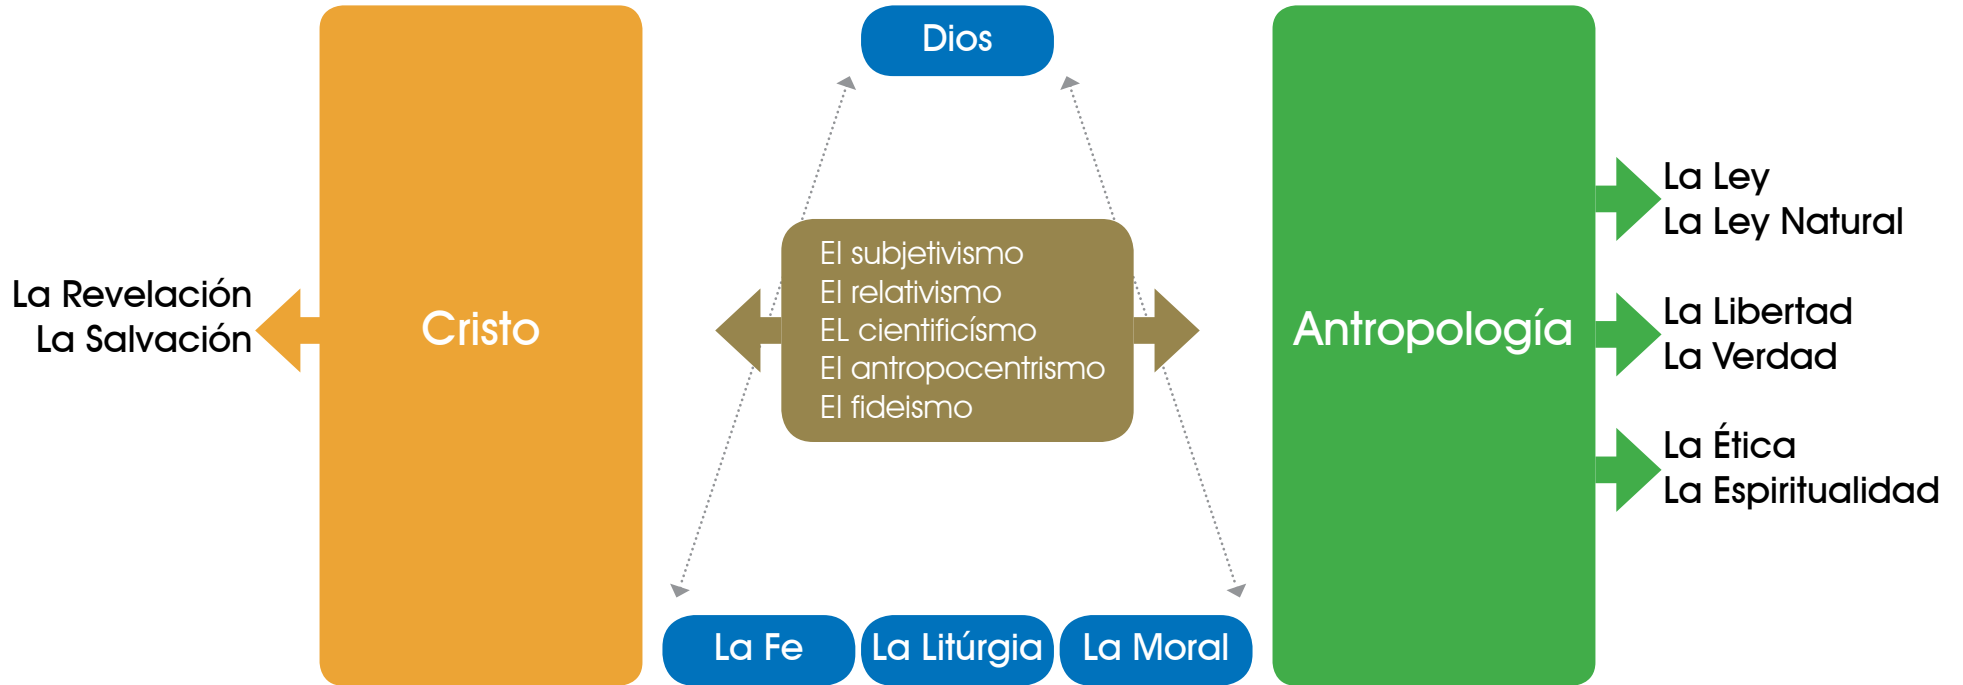 La Revelación
La Salvación
Cristo
Dios
El subjetivismo
El relativismo
EL cientificísmo
El antropocentrismo
El fideismo
La Fe
La Litúrgia
La Moral
Antropología
La Ley
La Ley Natural
La Libertad
La Verdad
La Ética
La Espiritualidad